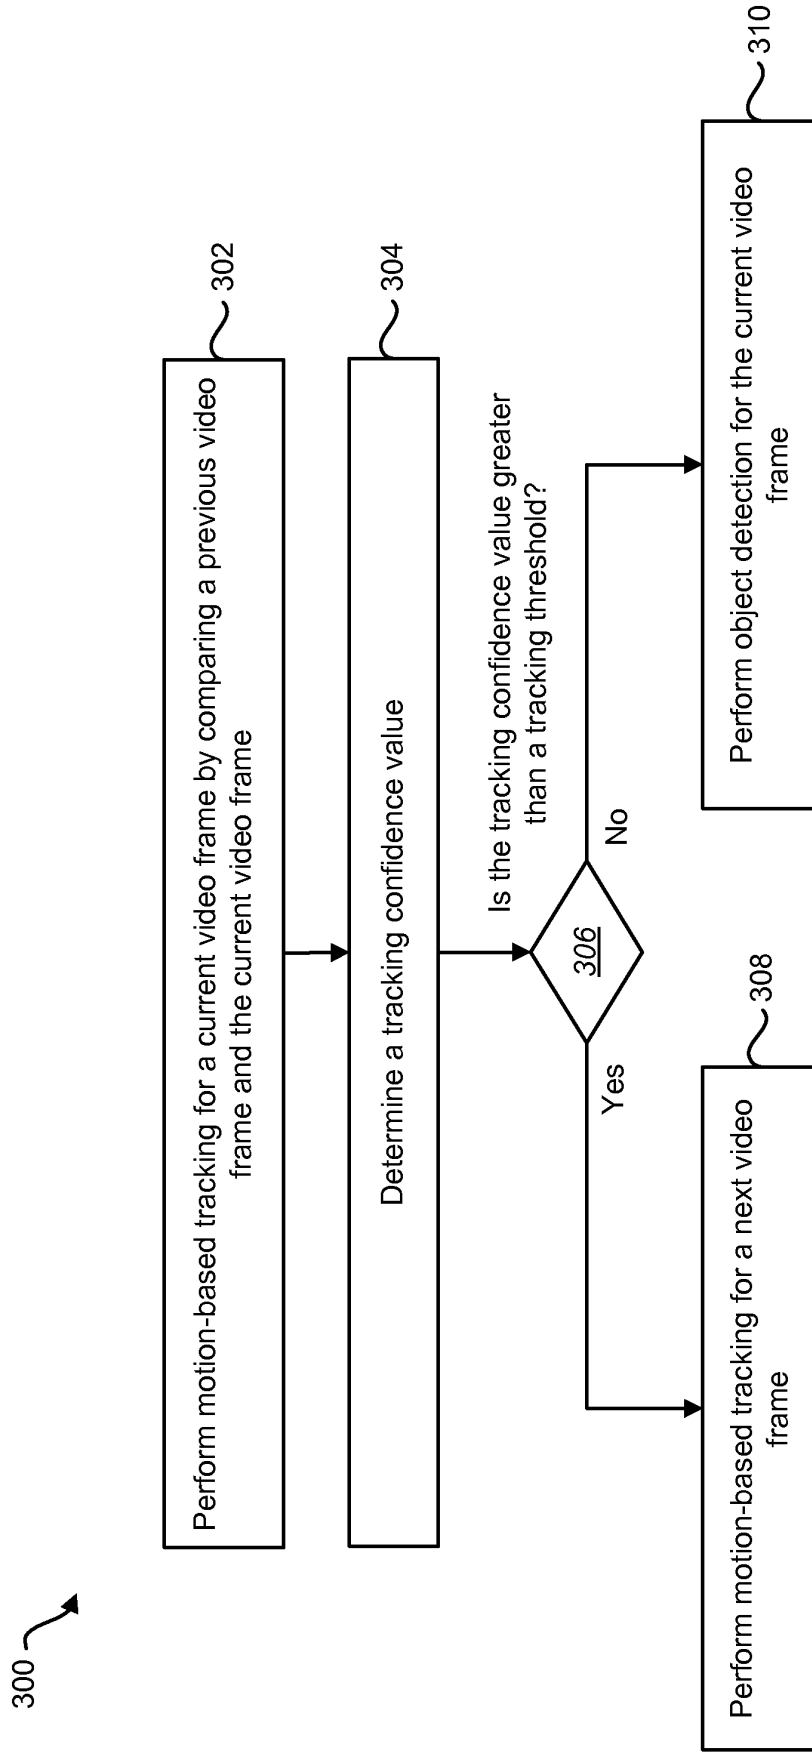 300
Perform motion-based tracking for a current video frame by comparing a previous video
frame and the current video frame
302
Determine a tracking confidence value
304
Is the tracking confidence value greater
than a tracking threshold?
306
Yes
No
Perform motion-based tracking for a next video
frame
308
Perform object detection for the current video
frame
310